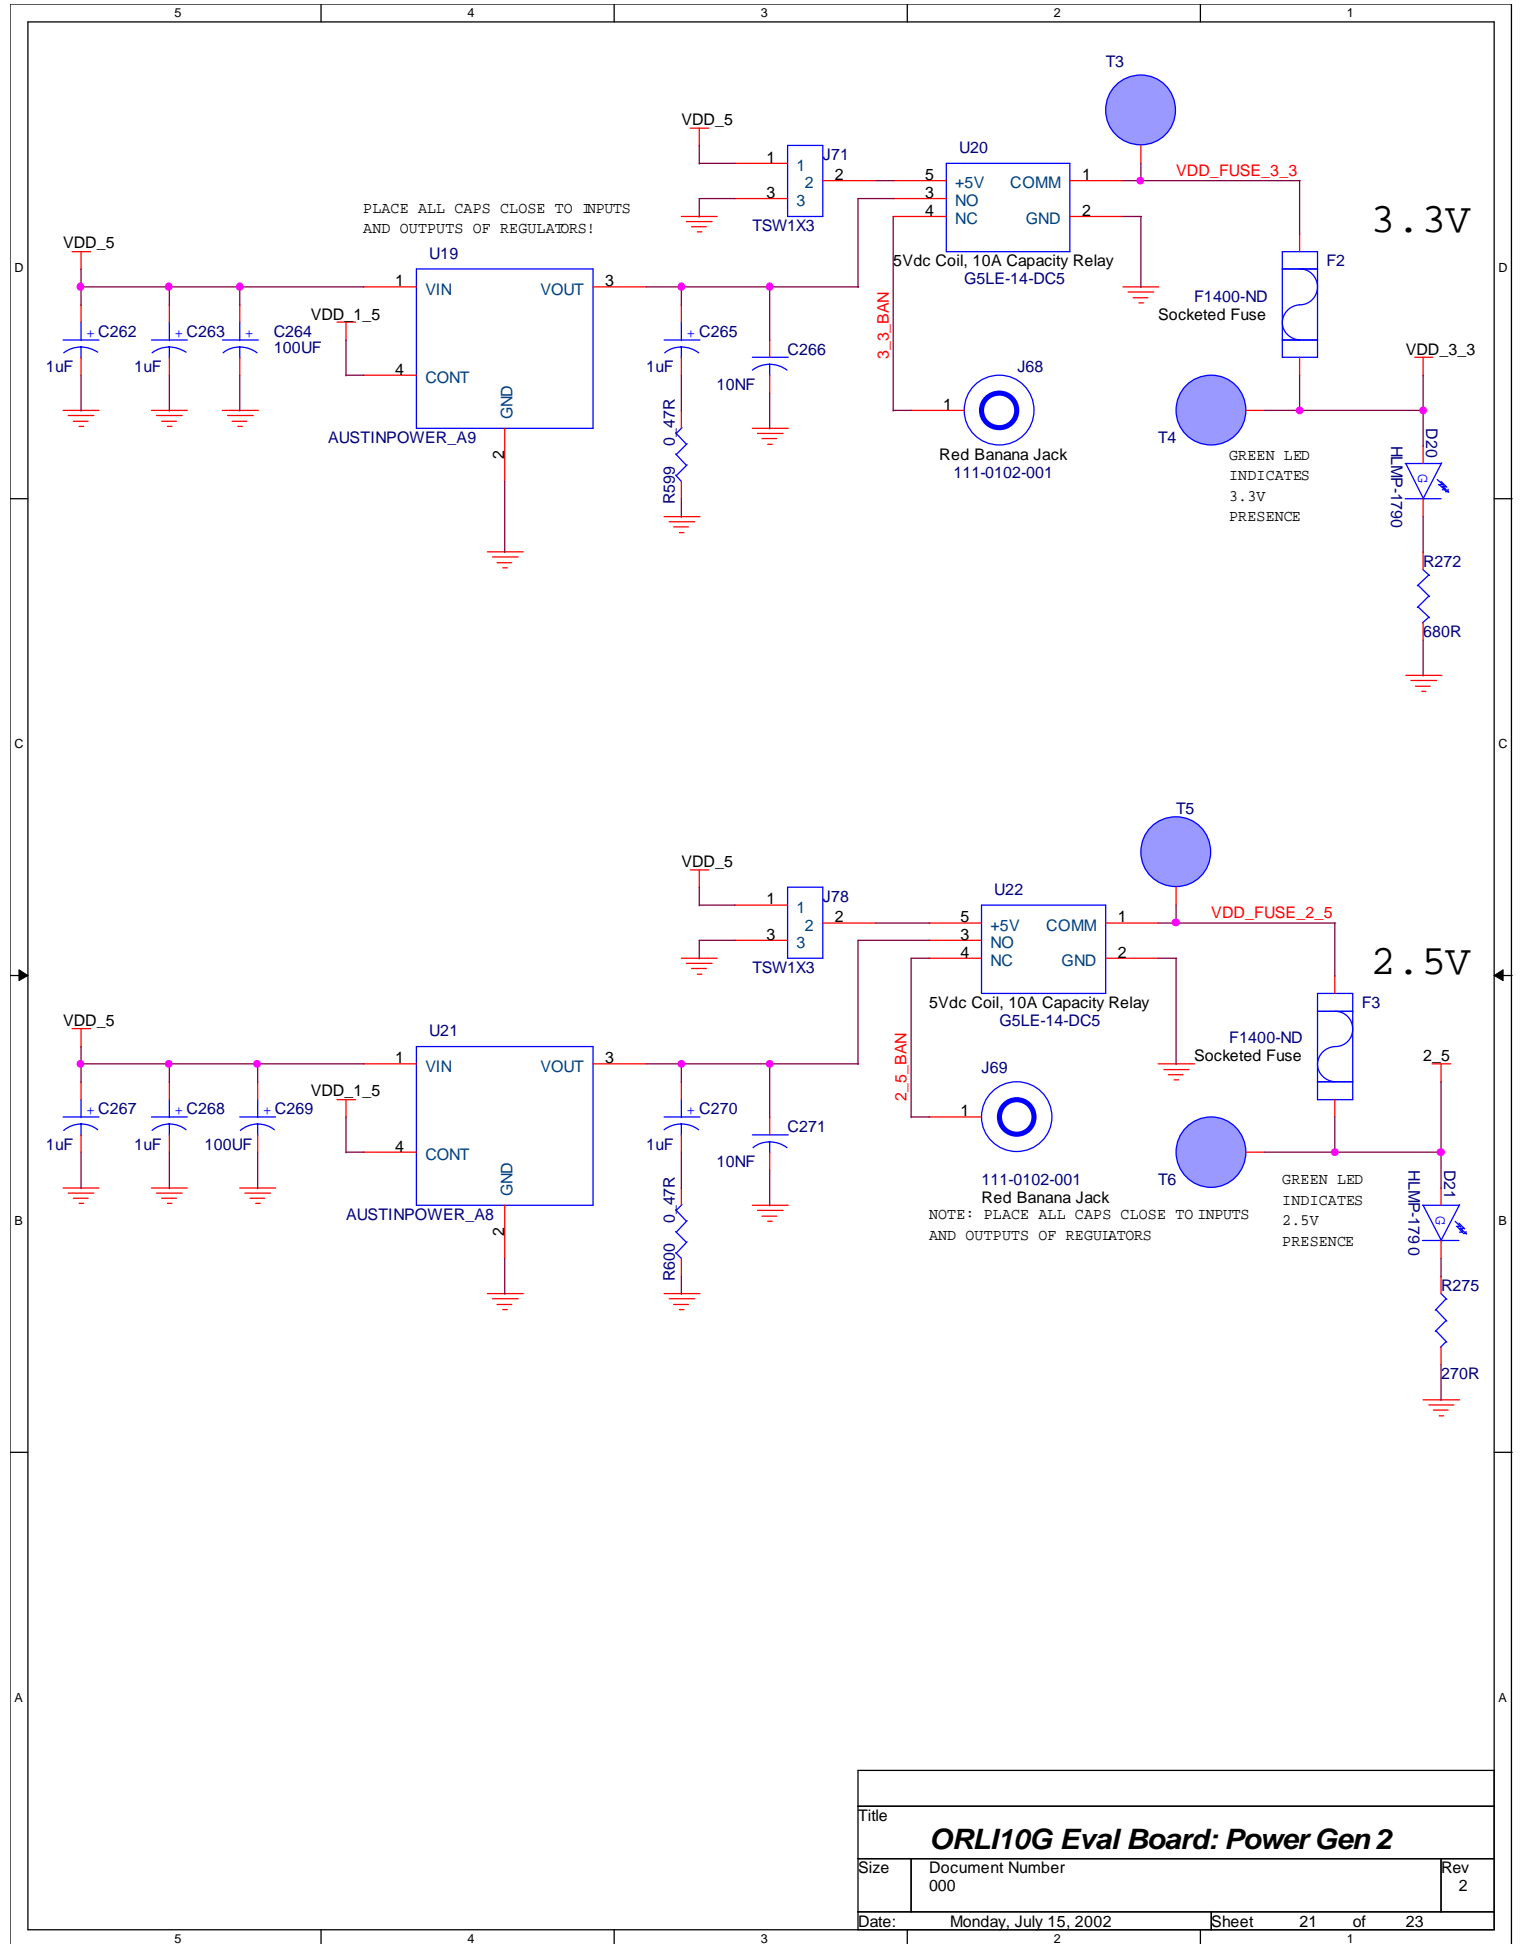 5 4 3 2 1
T3
VDD_5
J71
1 1
2 2
3 3
TSW1X3
U20
5 +5V COMM 1
3 NO
4 NC GND 2
VDD_FUSE_3_3
3.3V
PLACE ALL CAPS CLOSE TO INPUTS
AND OUTPUTS OF REGULATORS!
5Vdc Coil, 10A Capacity Relay
G5LE-14-DC5
F2
F1400-ND
Socketed Fuse
D
D
VDD_5
U19
1 VIN VOUT 3
VDD_1_5
4 CONT
GND
2
AUSTINPOWER_A9
+ C262
1uF
+ C263
1uF
+ C264
100UF
+ C265
1uF
C266
10NF
R599 0_47R
3_3_BAN
J68
1
Red Banana Jack
111-0102-001
VDD_3_3
T4
GREEN LED
INDICATES
3.3V
PRESENCE
D20
HLMP-1790
G
R272
680R
C
C
T5
VDD_5
J78
1 1
2 2
3 3
TSW1X3
U22
5 +5V COMM 1
3 NO
4 NC GND 2
VDD_FUSE_2_5
2.5V
5Vdc Coil, 10A Capacity Relay
G5LE-14-DC5
F3
F1400-ND
Socketed Fuse
2_5
VDD_5
U21
1 VIN VOUT 3
VDD_1_5
4 CONT
GND
2
AUSTINPOWER_A8
+ C267
1uF
+ C268
1uF
+ C269
100UF
+ C270
1uF
C271
10NF
R600 0_47R
2_5_BAN
J69
1
111-0102-001
Red Banana Jack
NOTE: PLACE ALL CAPS CLOSE TO INPUTS
AND OUTPUTS OF REGULATORS
T6
GREEN LED
INDICATES
2.5V
PRESENCE
D21
HLMP-1790
G
R275
270R
B
B
A
A
Title
ORLI10G Eval Board: Power Gen 2
Size Document Number Rev
000 2
Date: Monday, July 15, 2002 Sheet 21 of 23
5 4 3 2 1